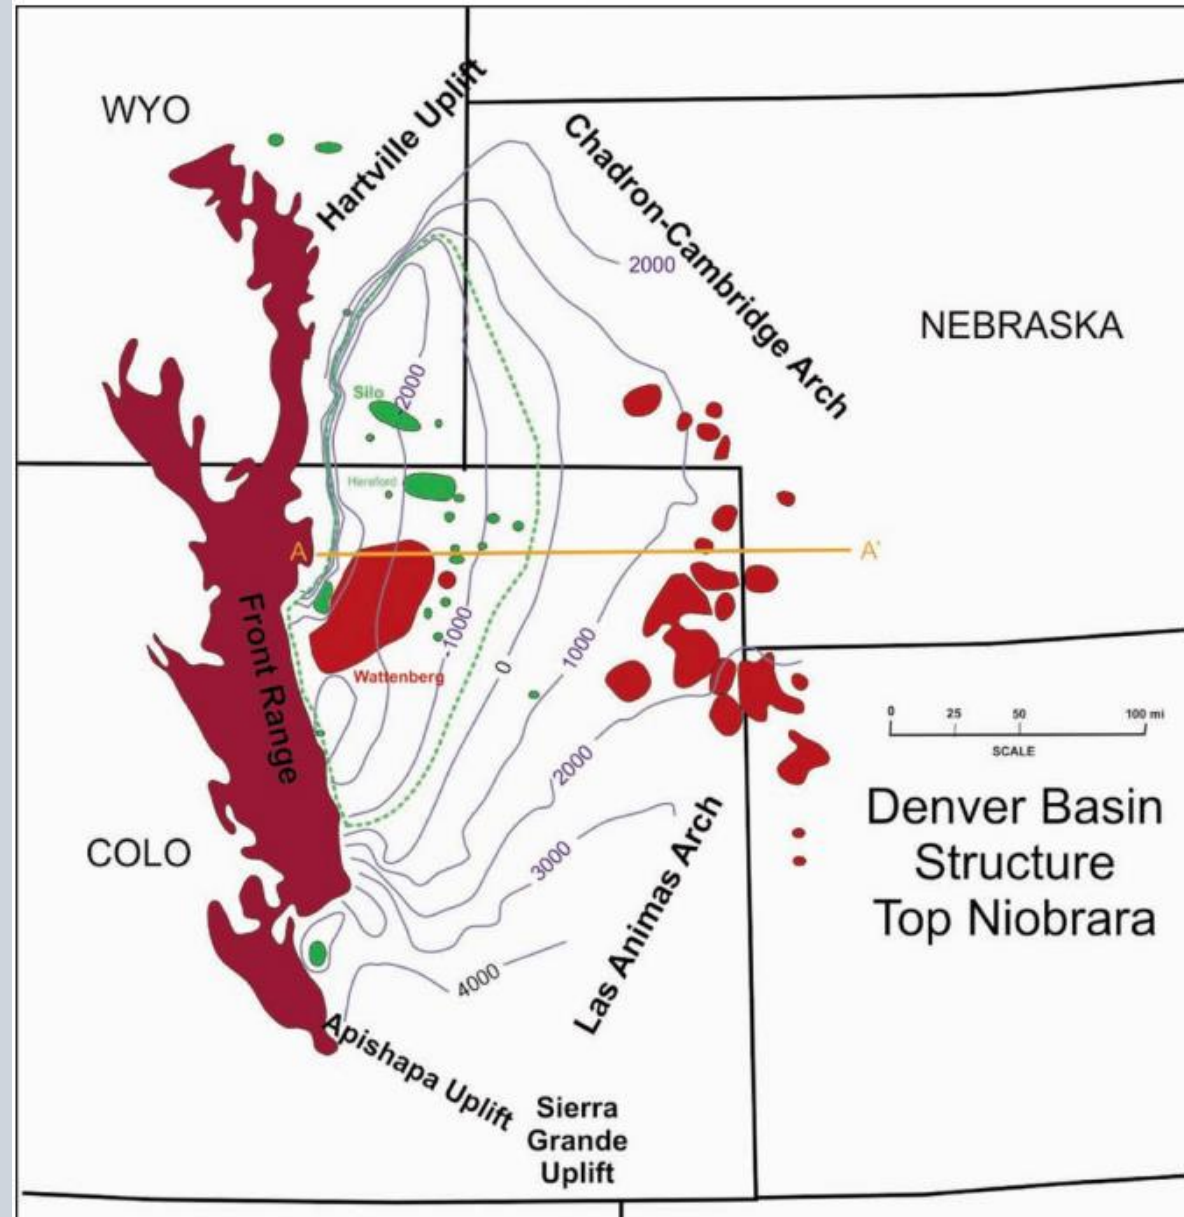 WYO
Hartville Uplift
Chadron-Cambridge Arch
2000
NEBRASKA
Silo
-2000
Hereford
A
A'
Front Range
Wattenberg
-1000
0
1000
2000
3000
4000
COLO
Las Animas Arch
0 25 50 100 mi
SCALE
Denver Basin
Structure
Top Niobrara
Apishapa Uplift
Sierra
Grande
Uplift